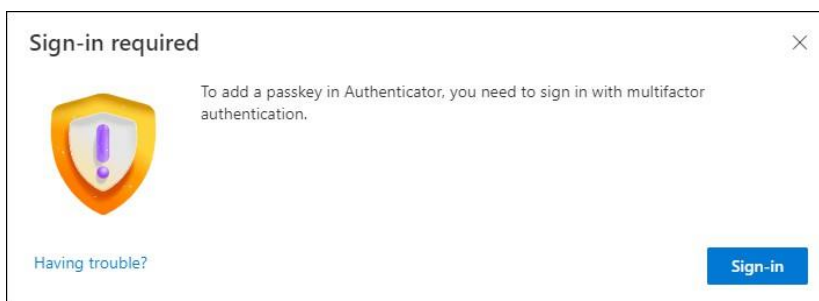 Sign-in required
To add a passkey in Authenticator, you need to sign in with multifactor
authentication.
Having trouble?
Sign-in